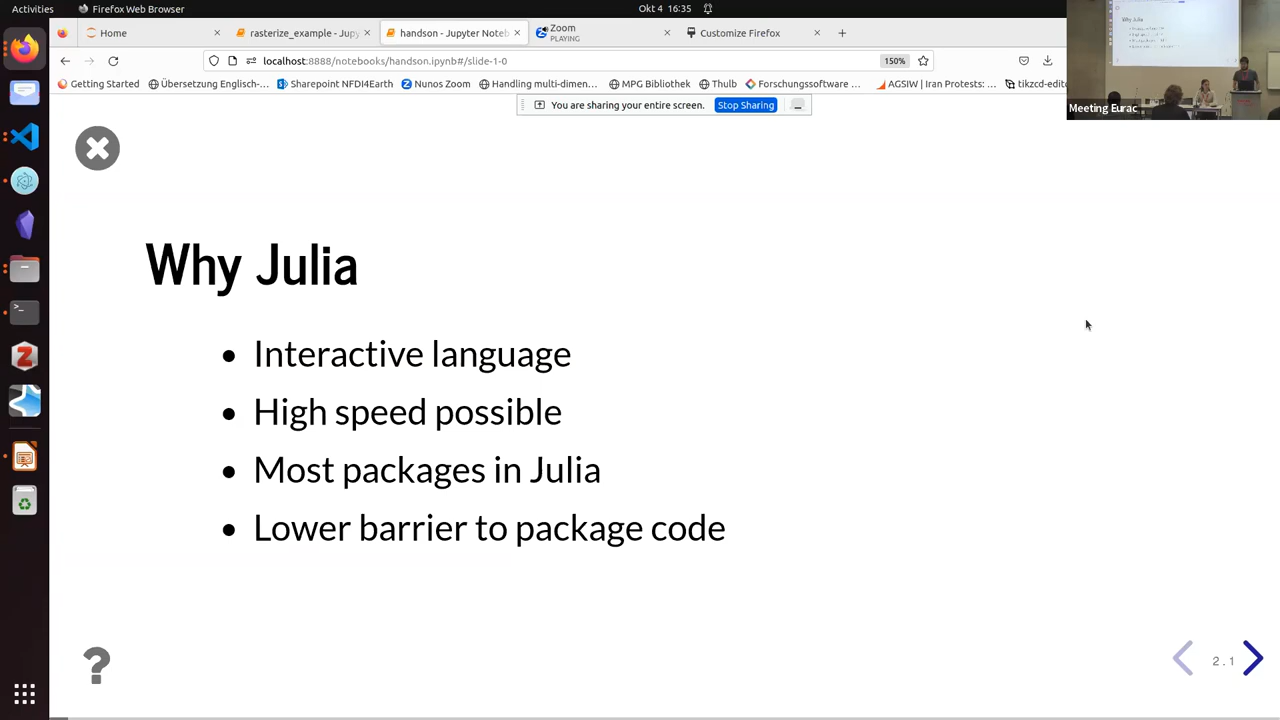 Activities
Firefox Web Browser
Okt 4 16:35
Home
rasterize_example - Jupy
handson - Jupyter Noteb
Zoom
PLAYING
Customize Firefox
localhost:8888/notebooks/handson.ipynb#/slide-1-0
150%
Getting Started
Übersetzung Englisch-...
Sharepoint NFDI4Earth
Nunos Zoom
Handling multi-dimen...
MPG Bibliothek
Thulb
Forschungssoftware ...
AGSIW | Iran Protests: ...
tikzcd-edit
You are sharing your entire screen.
Stop Sharing
Why Julia
Meeting Eurac
Why Julia
• Interactive language
• High speed possible
• Most packages in Julia
• Lower barrier to package code
?
2.1